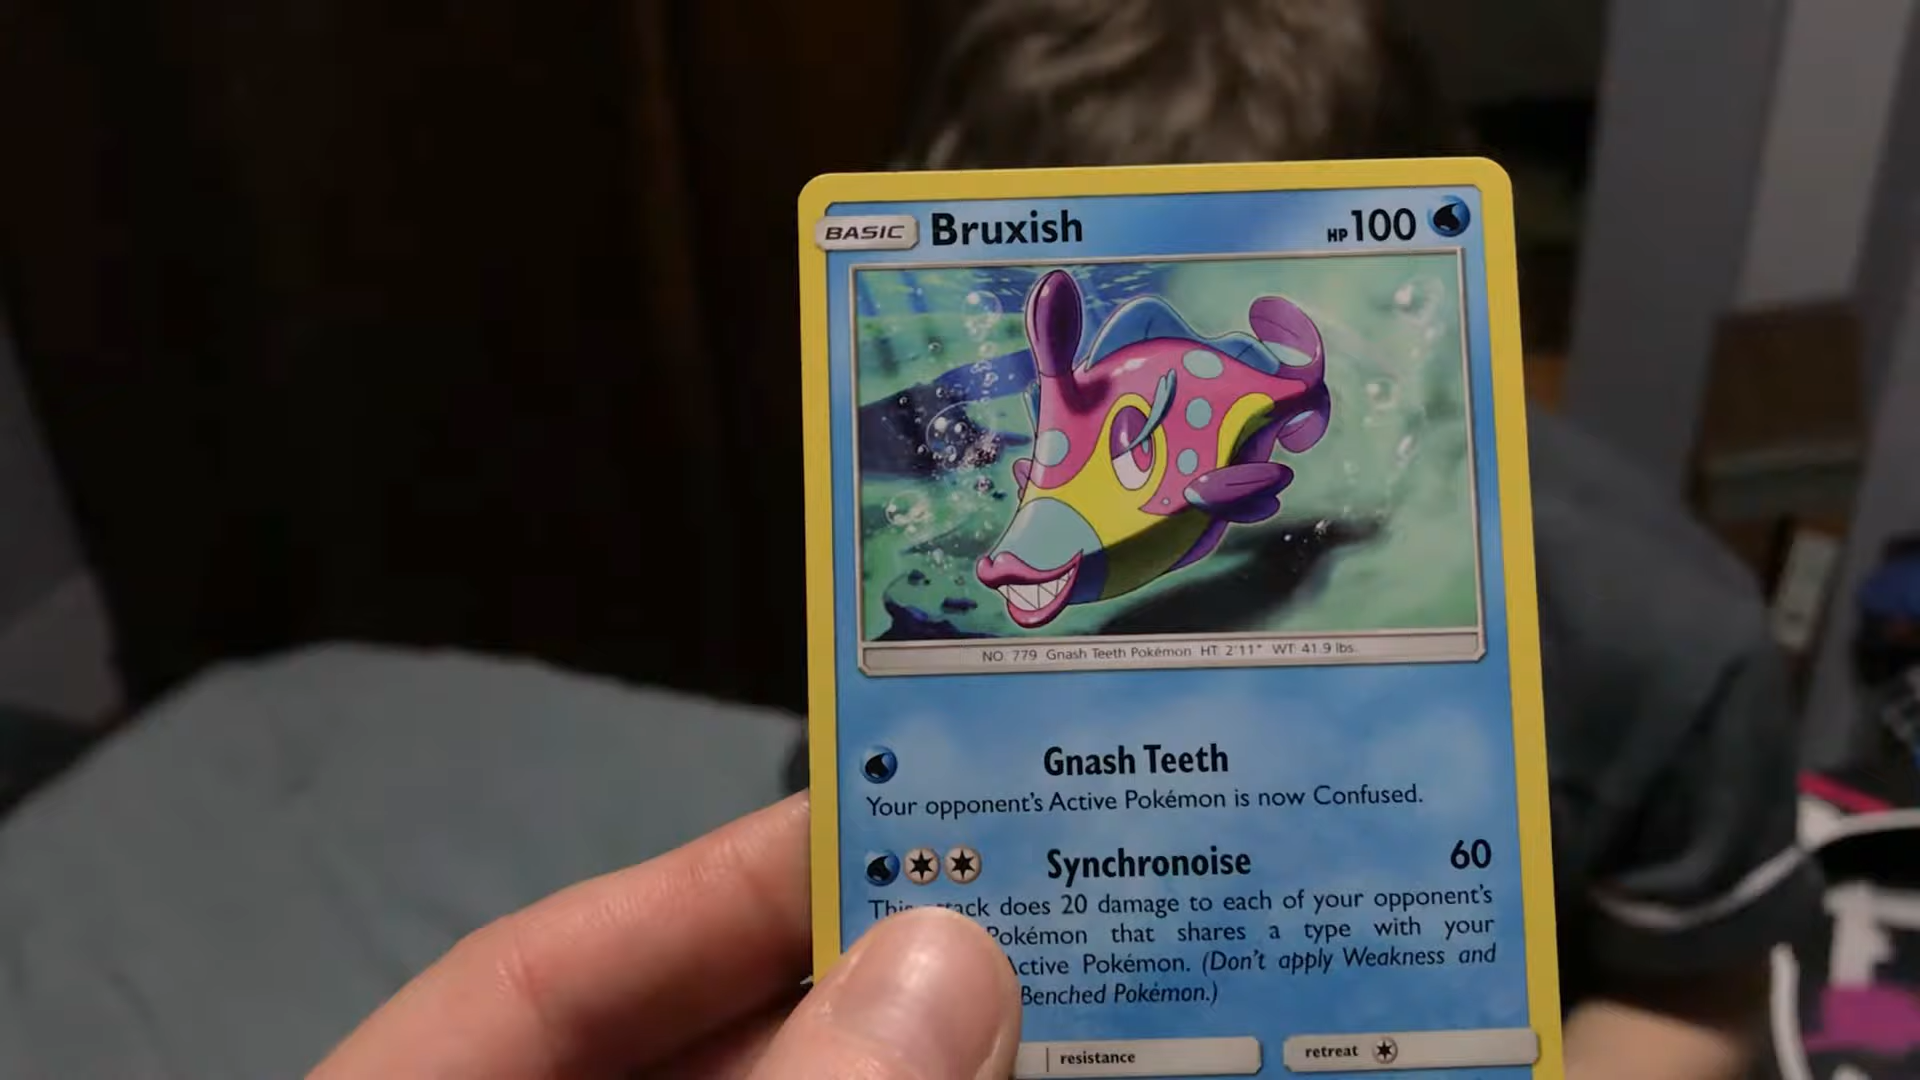 BASIC Bruxish HP 100
NO. 779 Gnash Teeth Pokémon HT: 2'11" WT: 41.9 lbs.
Gnash Teeth
Your opponent's Active Pokémon is now Confused.
Synchronoise 60
This attack does 20 damage to each of your opponent's
Pokémon that shares a type with your
Active Pokémon. (Don't apply Weakness and
Benched Pokémon.)
resistance retreat